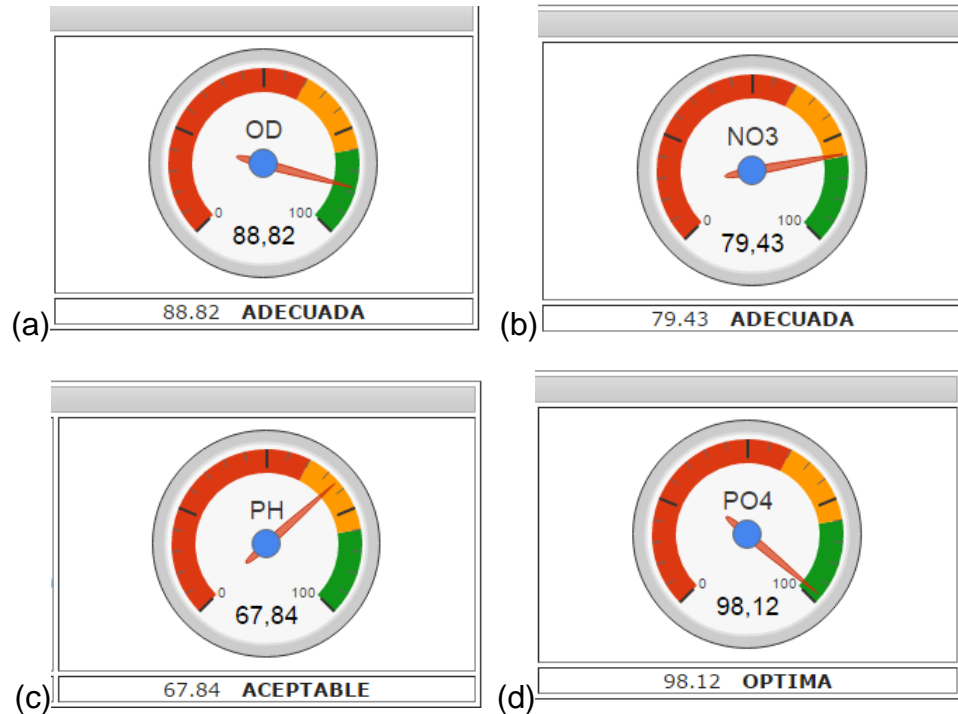 OD
0
100
88,82
(a)
88.82 ADECUADA
NO3
0
100
79,43
(b)
79.43 ADECUADA
PH
0
100
67,84
(c)
67.84 ACEPTABLE
PO4
0
100
98,12
(d)
98.12 OPTIMA